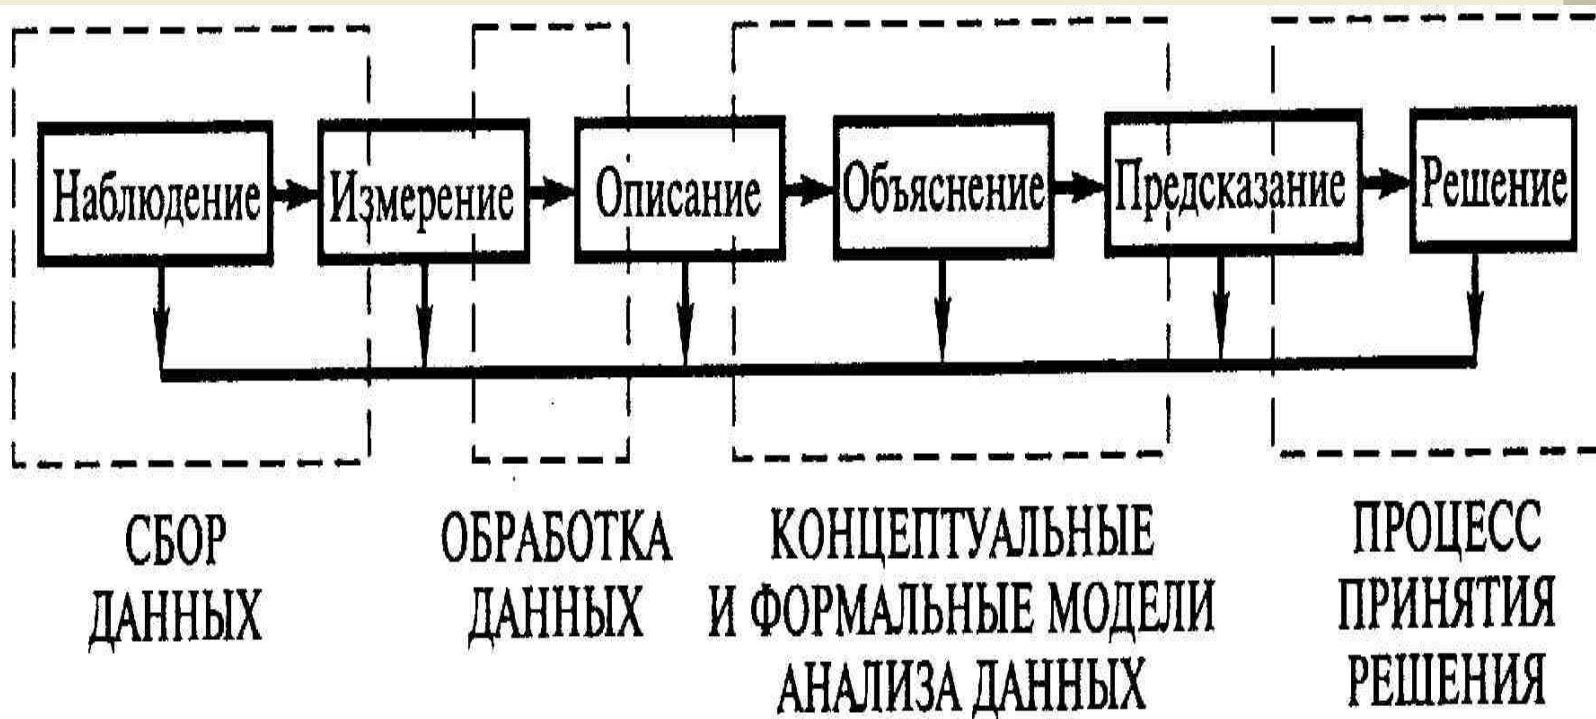 Наблюдение
Измерение
Описание
Объяснение
Предсказание
Решение
СБОР
ДАННЫХ
ОБРАБОТКА
ДАННЫХ
КОНЦЕПТУАЛЬНЫЕ
И ФОРМАЛЬНЫЕ МОДЕЛИ
АНАЛИЗА ДАННЫХ
ПРОЦЕСС
ПРИНЯТИЯ
РЕШЕНИЯ